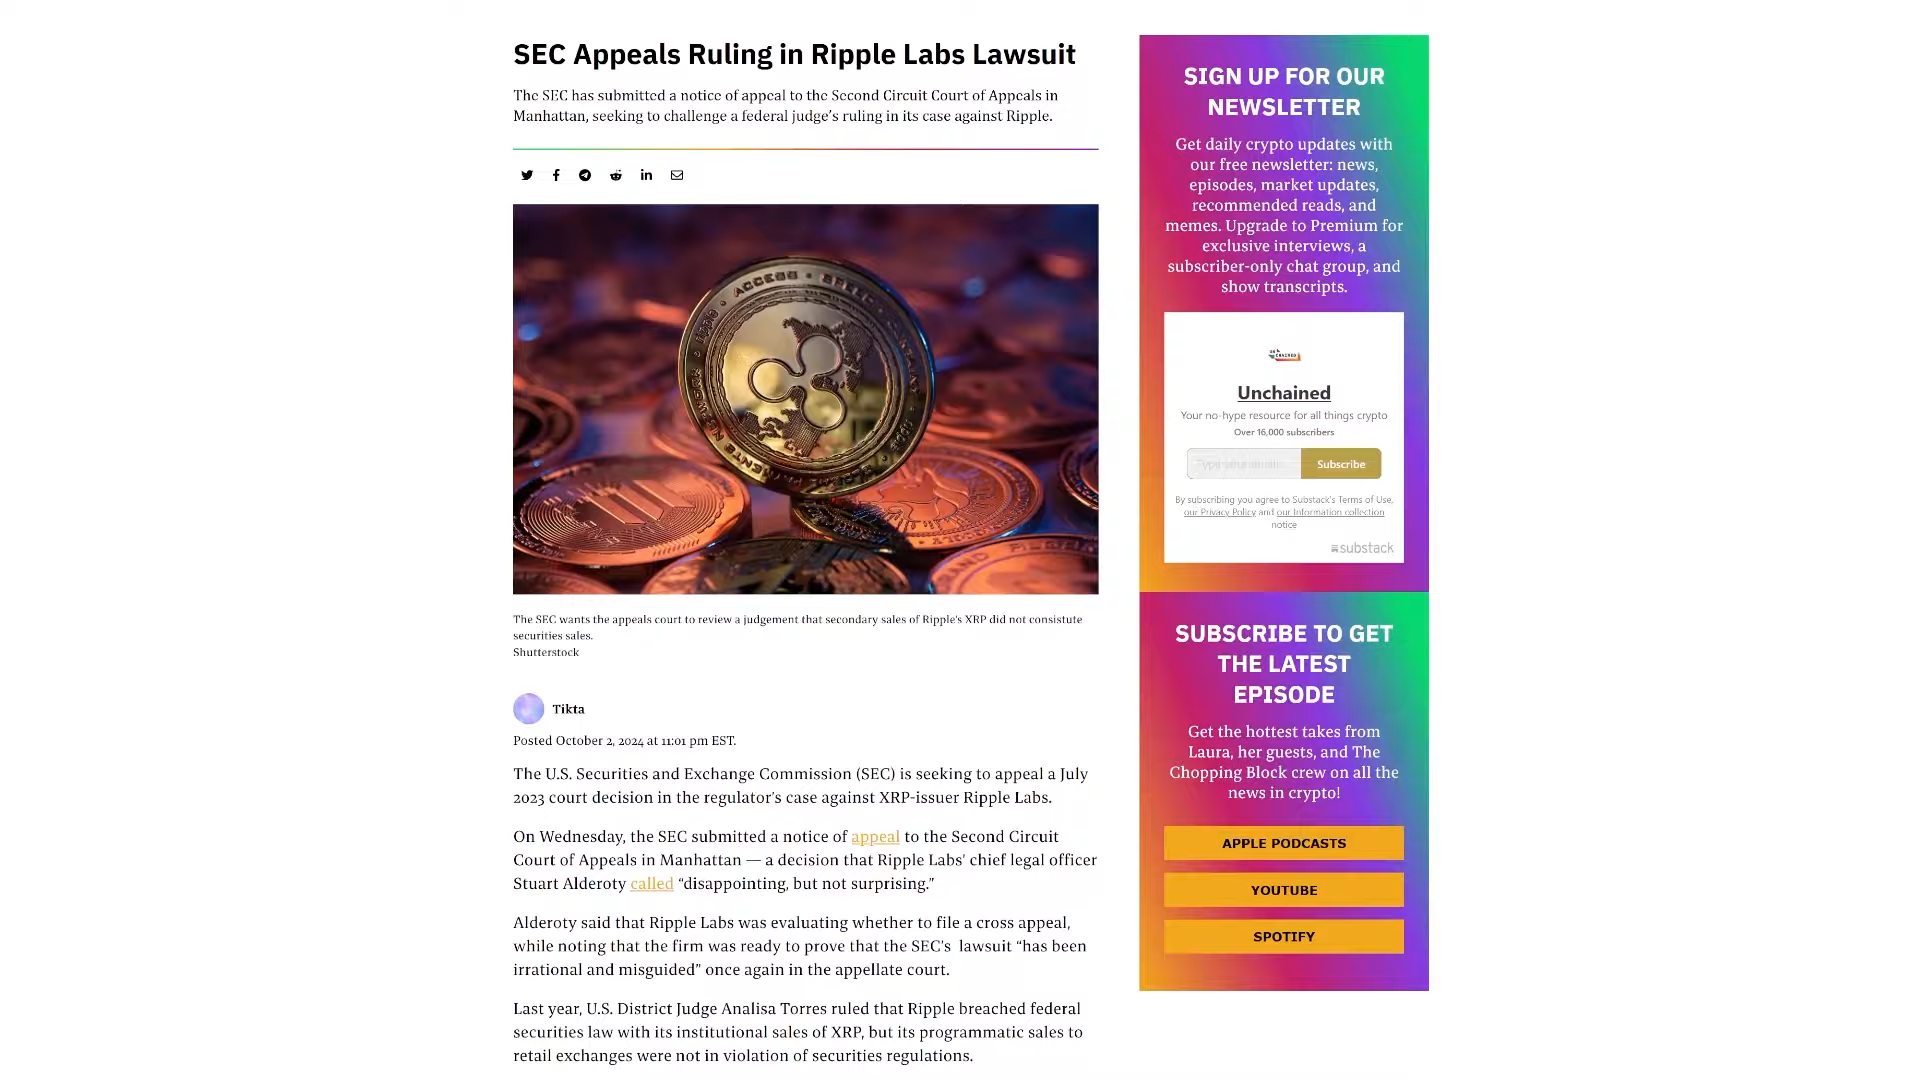 SEC Appeals Ruling in Ripple Labs Lawsuit
The SEC has submitted a notice of appeal to the Second Circuit Court of Appeals in
Manhattan, seeking to challenge a federal judge's ruling in its case against Ripple.
ACCESS • SPEED
ripple
The SEC wants the appeals court to review a judgement that secondary sales of Ripple's XRP did not consistute
securities sales.
Shutterstock
Tikta
Posted October 2, 2024 at 11:01 pm EST.
The U.S. Securities and Exchange Commission (SEC) is seeking to appeal a July
2023 court decision in the regulator's case against XRP-issuer Ripple Labs.
On Wednesday, the SEC submitted a notice of appeal to the Second Circuit
Court of Appeals in Manhattan — a decision that Ripple Labs' chief legal officer
Stuart Alderoty called “disappointing, but not surprising.”
Alderoty said that Ripple Labs was evaluating whether to file a cross appeal,
while noting that the firm was ready to prove that the SEC's lawsuit “has been
irrational and misguided” once again in the appellate court.
Last year, U.S. District Judge Analisa Torres ruled that Ripple breached federal
securities law with its institutional sales of XRP, but its programmatic sales to
retail exchanges were not in violation of securities regulations.
SIGN UP FOR OUR
NEWSLETTER
Get daily crypto updates with
our free newsletter: news,
episodes, market updates,
recommended reads, and
memes. Upgrade to Premium for
exclusive interviews, a
subscriber-only chat group, and
show transcripts.
Unchained
Your no-hype resource for all things crypto
Over 16,000 subscribers
Subscribe
By subscribing you agree to Substack's Terms of Use,
our Privacy Policy and our Information collection
notice
substack
SUBSCRIBE TO GET
THE LATEST
EPISODE
Get the hottest takes from
Laura, her guests, and The
Chopping Block crew on all the
news in crypto!
APPLE PODCASTS
YOUTUBE
SPOTIFY